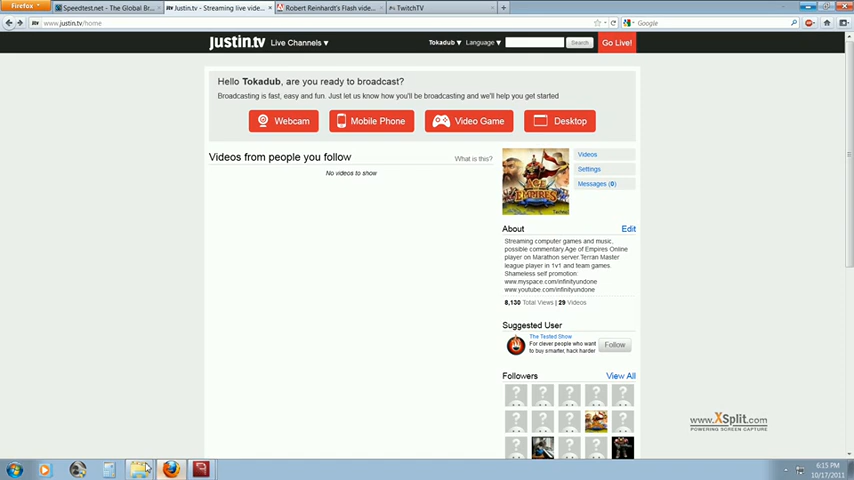 Firefox
Speedtest.net - The Global Br...
Justin.tv - Streaming live vide...
Robert Reinhardt's Flash vide...
TwitchTV
www.justin.tv/home
Google
Justin.tv
Live Channels
Tokadub
Language
Search
Go Live!
Hello Tokadub, are you ready to broadcast?
Broadcasting is fast, easy and fun. Just let us know how you'll be broadcasting and we'll help you get started
Webcam
Mobile Phone
Video Game
Desktop
Videos from people you follow
What is this?
No videos to show
AGE of EMPIRES
Videos
Settings
Messages (0)
About
Edit
Streaming computer games and music,
possible commentary.Age of Empires Online
player on Marathon server.Terran Master
league player in 1v1 and team games.
Shameless self promotion:
www.myspace.com/infinityundone
www.youtube.com/infinityundone
8,130 Total Views | 29 Videos
Suggested User
The Tested Show
For clever people who want
to buy smarter, hack harder
Follow
Followers
View All
www.XSplit.com
POWERING SCREEN CAPTURE
6:15 PM
10/17/2011